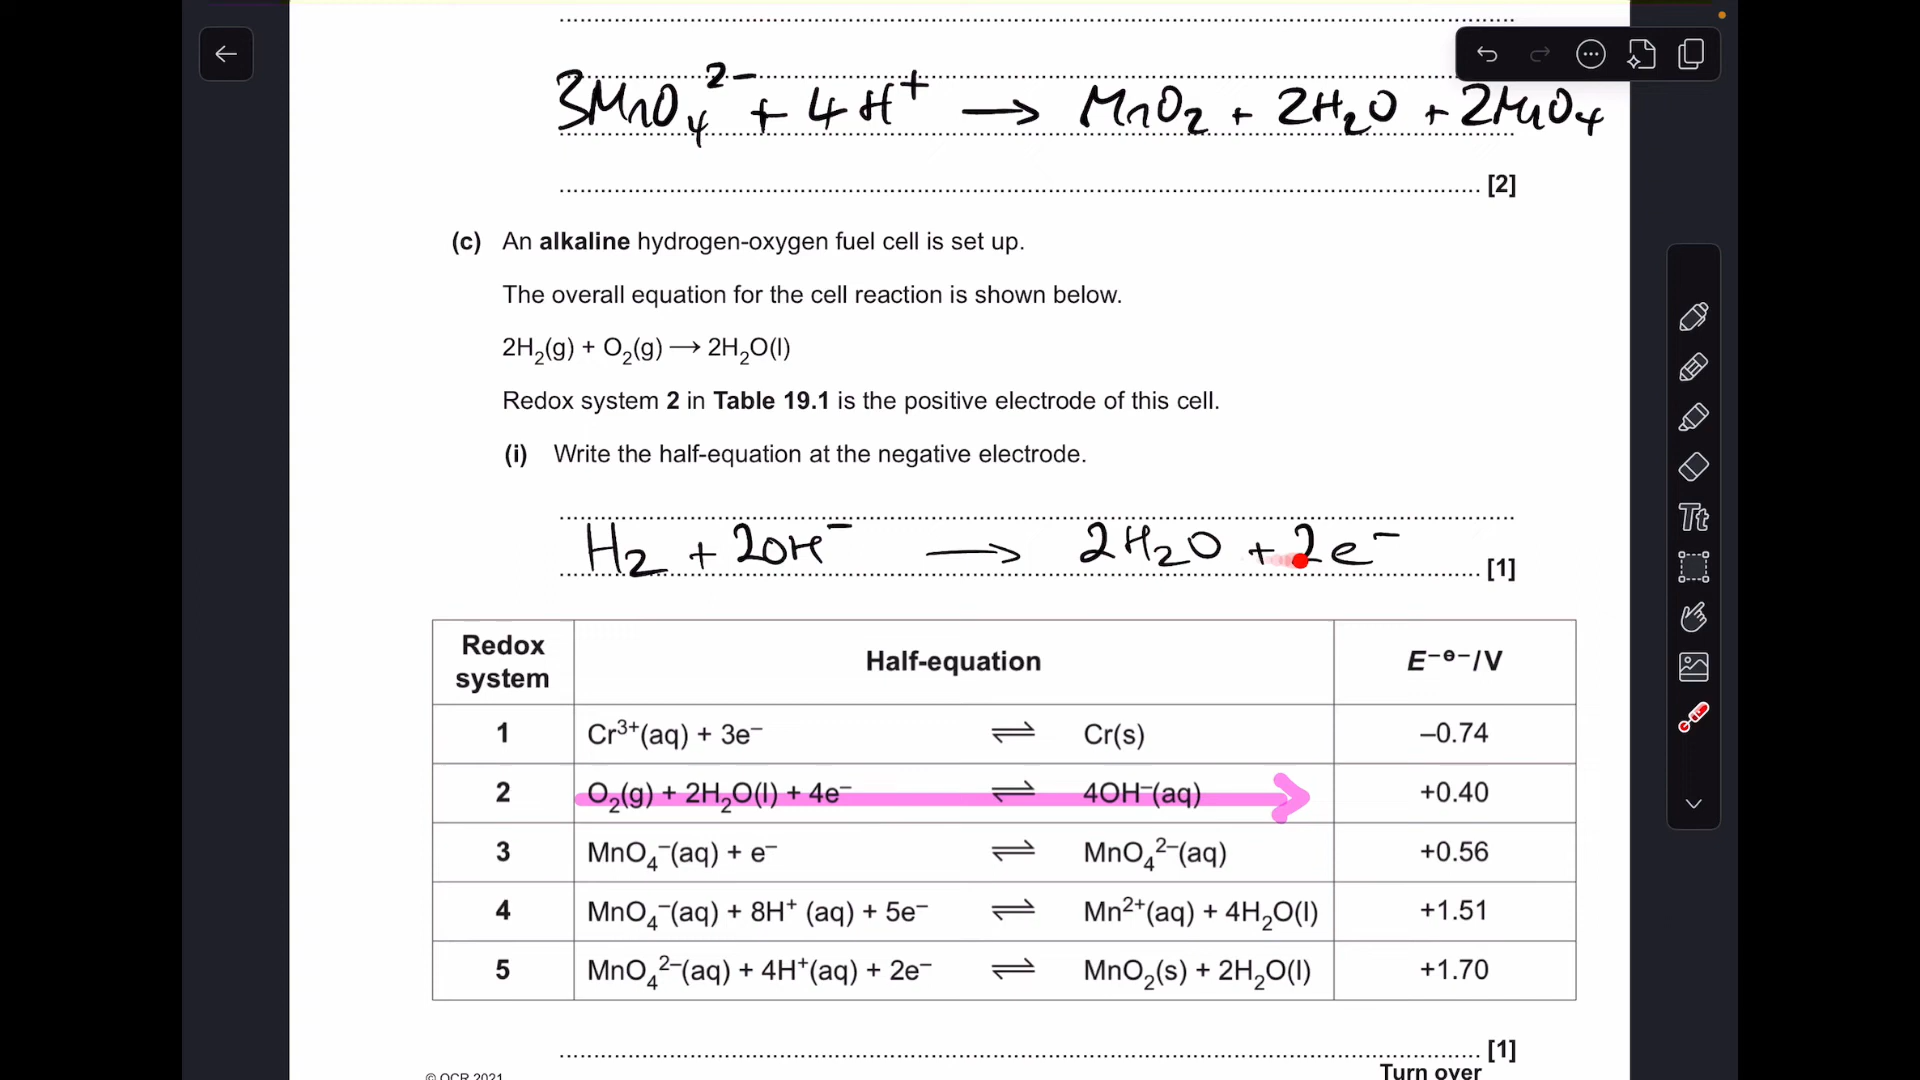 3MnO₄²⁻ + 4H⁺ → MnO₂ + 2H₂O + 2MnO₄
[2]
(c) An alkaline hydrogen-oxygen fuel cell is set up.
The overall equation for the cell reaction is shown below.
2H₂(g) + O₂(g) → 2H₂O(l)
Redox system 2 in Table 19.1 is the positive electrode of this cell.
(i) Write the half-equation at the negative electrode.
H₂ + 2OH⁻ → 2H₂O + 2e⁻
[1]
Redox system Half-equation E⁻ᶱ⁻/V
1 Cr³⁺(aq) + 3e⁻ ⇌ Cr(s) –0.74
2 O₂(g) + 2H₂O(l) + 4e⁻ ⇌ 4OH⁻(aq) +0.40
3 MnO₄⁻(aq) + e⁻ ⇌ MnO₄²⁻(aq) +0.56
4 MnO₄⁻(aq) + 8H⁺ (aq) + 5e⁻ ⇌ Mn²⁺(aq) + 4H₂O(l) +1.51
5 MnO₄²⁻(aq) + 4H⁺(aq) + 2e⁻ ⇌ MnO₂(s) + 2H₂O(l) +1.70
[1]
© OCR 2021 Turn over
Tt